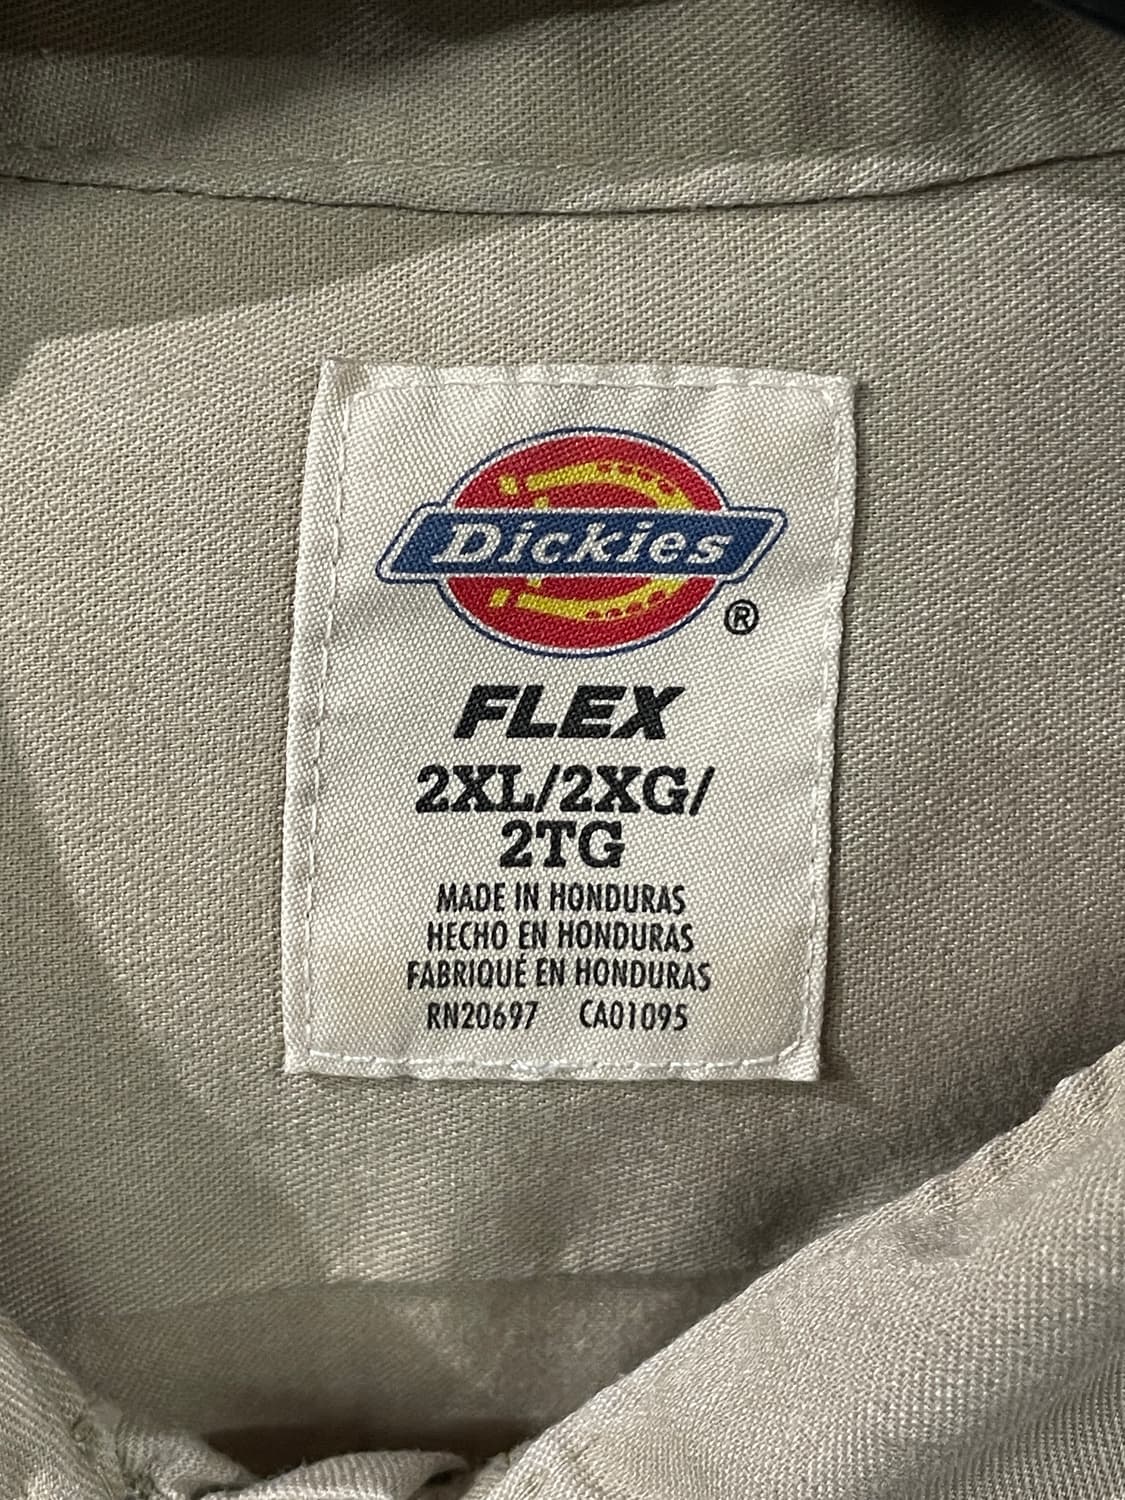 Dickies
®
FLEX
2XL/2XG/
2TG
MADE IN HONDURAS
HECHO EN HONDURAS
FABRIQUÉ EN HONDURAS
RN20697 CA01095